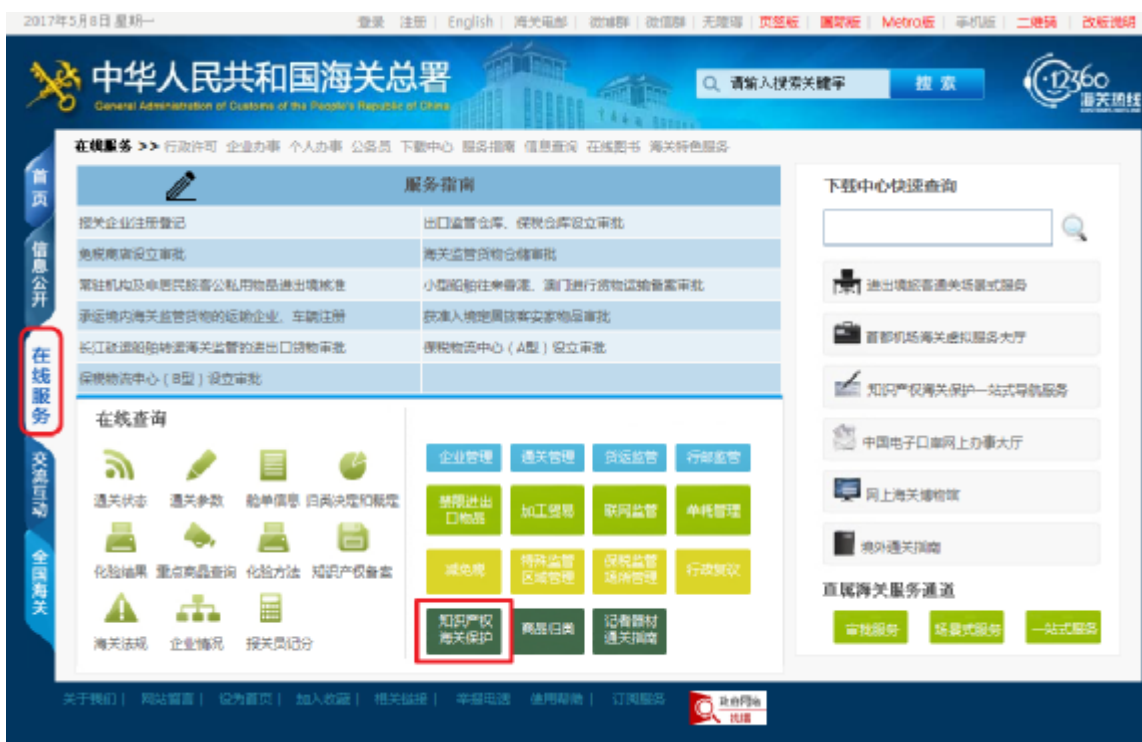 2017年5月8日 星期一
登录 注册 | English | 海关电邮 | 微博群 | 微信群 | 无障碍 | 页签版 | 国际版 | Metro版 | 手机版 | 二维码 | 改版说明
中华人民共和国海关总署
General Administration of Customs of the People's Republic of China
请输入搜索关键字
搜 索
12360
海关热线
首页
信息公开
在线服务
交流互动
全国海关
在线服务 >> 行政许可 企业办事 个人办事 公务员 下载中心 服务指南 信息查询 在线图书 海关特色服务
服务指南
报关企业注册登记
出口监管仓库、保税仓库设立审批
免税商店设立审批
海关监管货物仓储审批
常驻机构及非居民旅客公私用物品进出境核准
小型船舶往来香港、澳门进行货物运输备案审批
承运境内海关监管货物的运输企业、车辆注册
获准入境定居旅客安家物品审批
长江驳运船舶转运海关监管的进出口货物审批
保税物流中心(A型)设立审批
保税物流中心(B型)设立审批
在线查询
通关状态 通关参数 舱单信息 归类决定和裁定
化验结果 重点商品查询 化验方法 知识产权备案
海关法规 企业情况 报关员记分
企业管理 通关管理 货运监管 行邮监管
禁限进出
口物品
加工贸易 联网监管 单耗管理
减免税
特殊监管
区域管理
保税监管
场所管理
行政复议
知识产权
海关保护
商品归类
记者器材
通关指南
下载中心快速查询
进出境旅客通关场景式服务
首都机场海关虚拟服务大厅
知识产权海关保护一站式导航服务
中国电子口岸网上办事大厅
网上海关博物馆
境外通关指南
直属海关服务通道
审批服务 场景式服务 一站式服务
关于我们 | 网站留言 | 设为首页 | 加入收藏 | 相关链接 | 举报电话 使用帮助 | 订阅服务
政府网站
找错